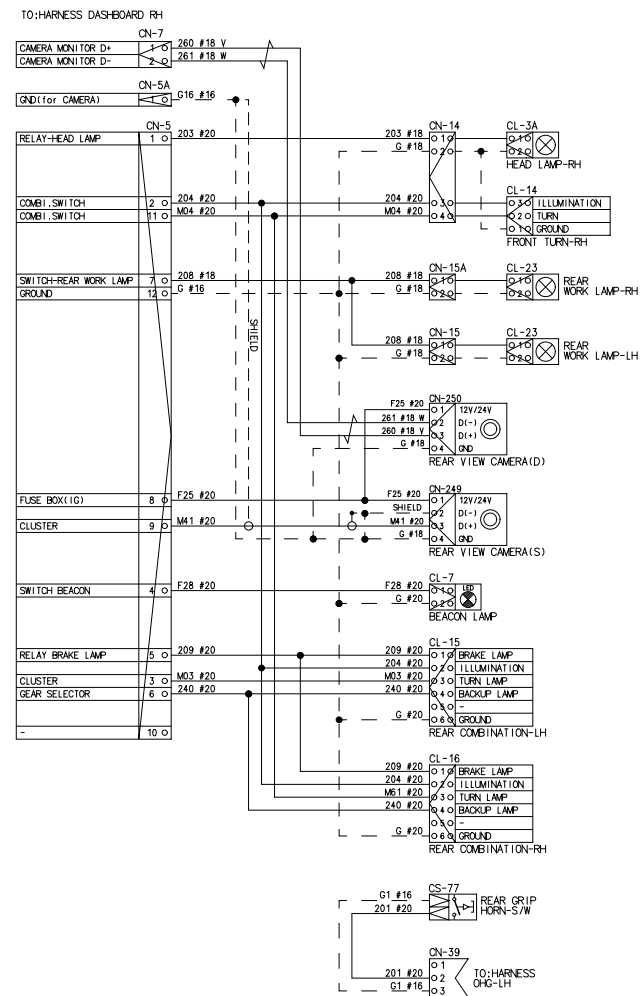 TO:HARNESS DASHBOARD RH
CN-7
CAMERA MONITOR D+ 1 260 #18 V
CAMERA MONITOR D- 2 261 #18 W
CN-5A
GND(for CAMERA) 1 G16 #16
CN-5 CN-14 CL-3A
RELAY-HEAD LAMP 1 203 #20 203 #18 1 1
G #18 2 2
HEAD LAMP-RH
CL-14
COMBI.SWITCH 2 204 #20 204 #20 3 3 ILLUMINATION
COMBI.SWITCH 11 M04 #20 M04 #20 4 2 TURN
1 GROUND
FRONT TURN-RH
CN-15A CL-23
SWITCH-REAR WORK LAMP 7 208 #18 208 #18 1 1 REAR
GROUND 12 G #16 G #18 2 2 WORK LAMP-RH
SHIELD
CN-15 CL-23
208 #18 1 1 REAR
G #18 2 2 WORK LAMP-LH
CN-250
F25 #20 1 12V/24V
261 #18 W 2 D(-)
260 #18 V 3 D(+)
G #18 4 GND
REAR VIEW CAMERA(D)
CN-249
FUSE BOX(IG) 8 F25 #20 F25 #20 1 12V/24V
SHIELD 2 D(-)
CLUSTER 9 M41 #20 M41 #20 3 D(+)
G #18 4 GND
REAR VIEW CAMERA(S)
CL-7
SWITCH BEACON 4 F28 #20 F28 #20 1 LED
G #20 2
BEACON LAMP
CL-15
RELAY BRAKE LAMP 5 209 #20 209 #20 1 BRAKE LAMP
204 #20 2 ILLUMINATION
CLUSTER 3 M03 #20 M03 #20 3 TURN LAMP
GEAR SELECTOR 6 240 #20 240 #20 4 BACKUP LAMP
5 -
G #20 6 GROUND
- 10
REAR COMBINATION-LH
CL-16
209 #20 1 BRAKE LAMP
204 #20 2 ILLUMINATION
M61 #20 3 TURN LAMP
240 #20 4 BACKUP LAMP
5 -
G #20 6 GROUND
REAR COMBINATION-RH
CS-77
G1 #16 REAR GRIP
201 #20 HORN-S/W
CN-39
1
201 #20 2 TO:HARNESS
G1 #16 3 OHG-LH